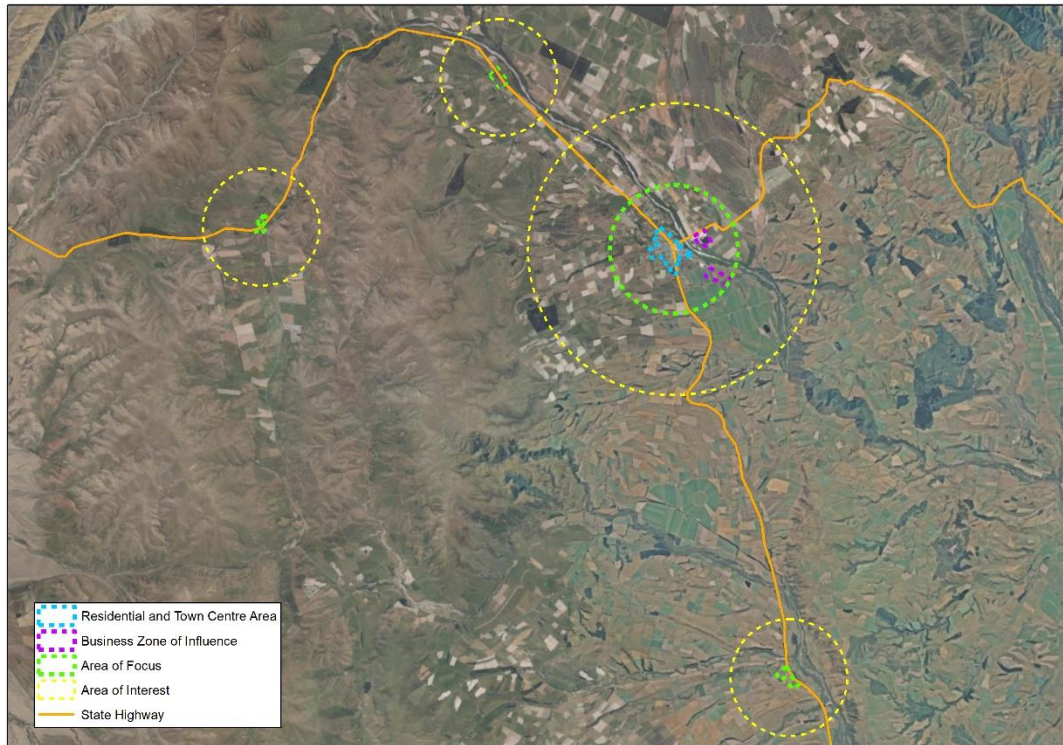 Residential and Town Centre Area
Business Zone of Influence
Area of Focus
Area of Interest
State Highway